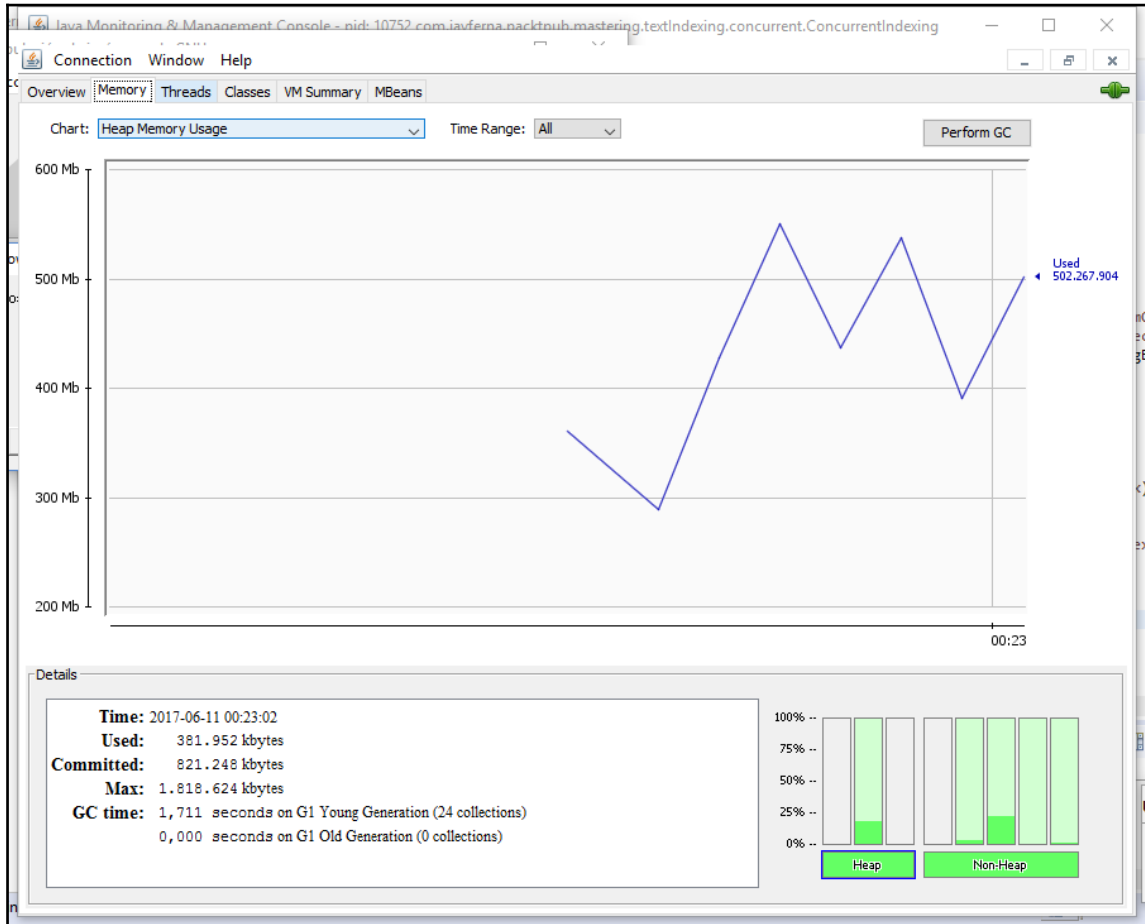 Java Monitoring & Management Console - pid: 10752 com.javferna.packtpub.mastering.textIndexing.concurrent.ConcurrentIndexing
Connection Window Help
Overview Memory Threads Classes VM Summary MBeans
Chart: Heap Memory Usage Time Range: All Perform GC
600 Mb
500 Mb
400 Mb
300 Mb
200 Mb
Used
502.267.904
00:23
Details
Time: 2017-06-11 00:23:02
Used: 381.952 kbytes
Committed: 821.248 kbytes
Max: 1.818.624 kbytes
GC time: 1,711 seconds on G1 Young Generation (24 collections)
0,000 seconds on G1 Old Generation (0 collections)
100% --
75% --
50% --
25% --
0% --
Heap Non-Heap